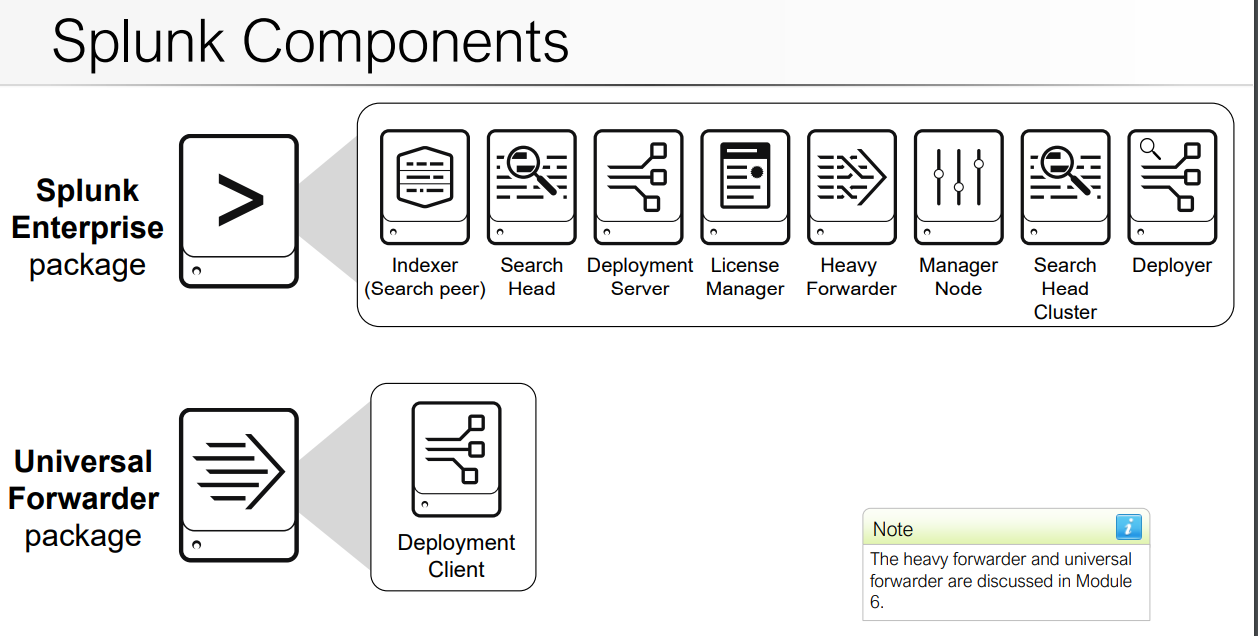 Splunk Components
Splunk
Enterprise
package
>
Indexer
(Search peer)
Search
Head
Deployment
Server
License
Manager
Heavy
Forwarder
Manager
Node
Search
Head
Cluster
Deployer
Universal
Forwarder
package
Deployment
Client
Note
i
The heavy forwarder and universal
forwarder are discussed in Module
6.